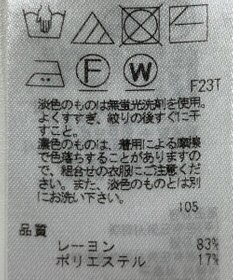 F
W
F23T
淡色のものは無蛍光洗剤を使用。
よくすすぎ、絞りの後すぐに干
すこと。
濃色のものは、着用による摩擦
で色落ちすることがありますの
で、組合せの衣服にご注意くださ
い。また、淡色のものとは別
にお洗い下さい。
105
品質
レーヨン 83%
ポリエステル 17%